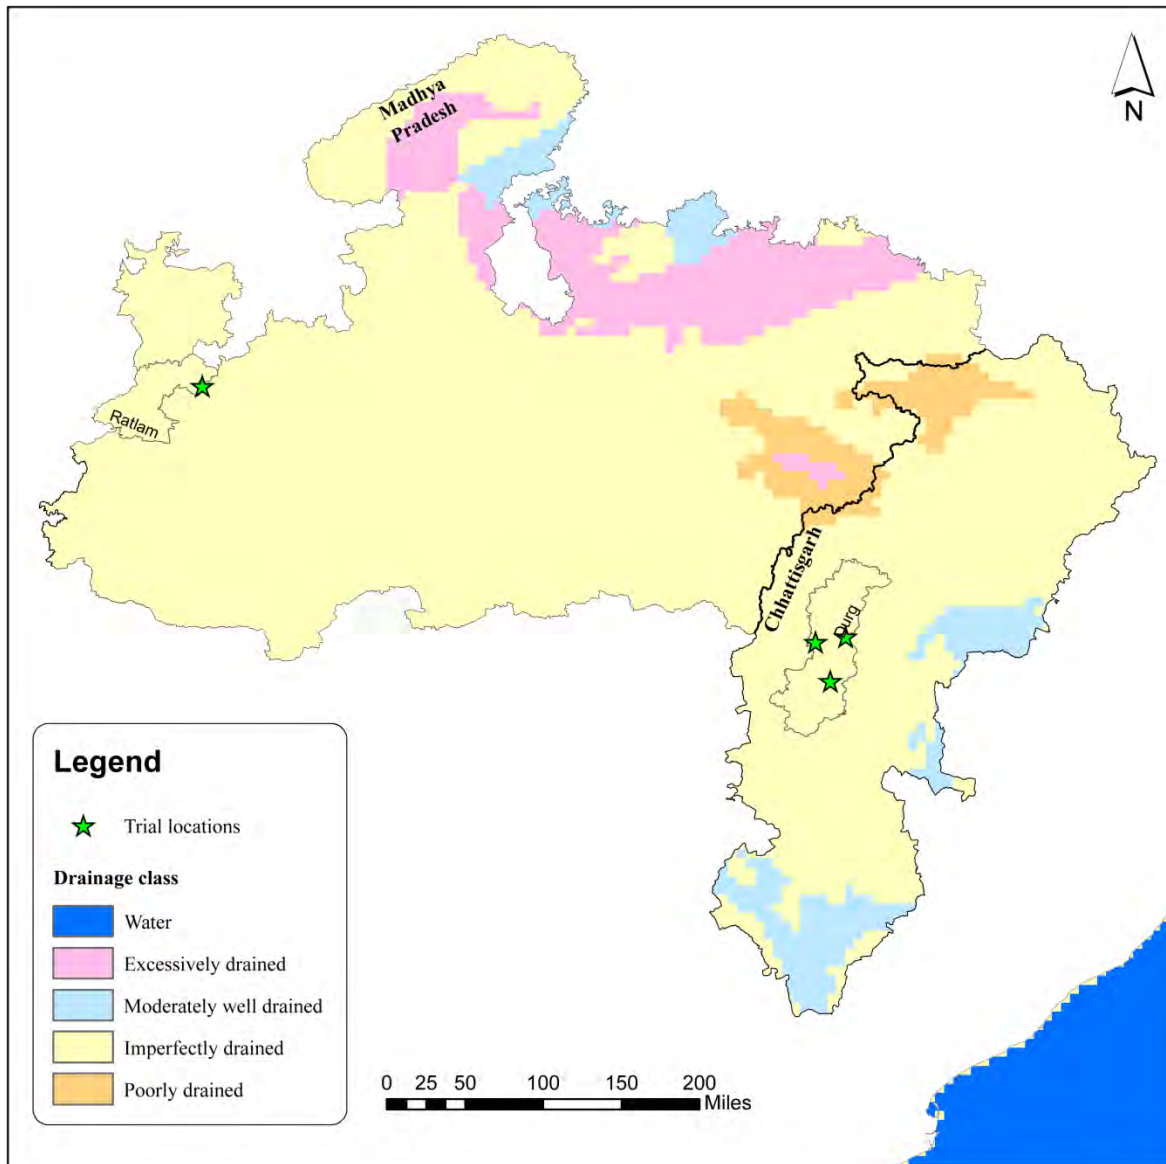 Madhya
Pradesh
N
Ratlam
Chhattisgarh
Durg
Legend
Trial locations
Drainage class
Water
Excessively drained
Moderately well drained
Imperfectly drained
Poorly drained
0 25 50 100 150 200
Miles